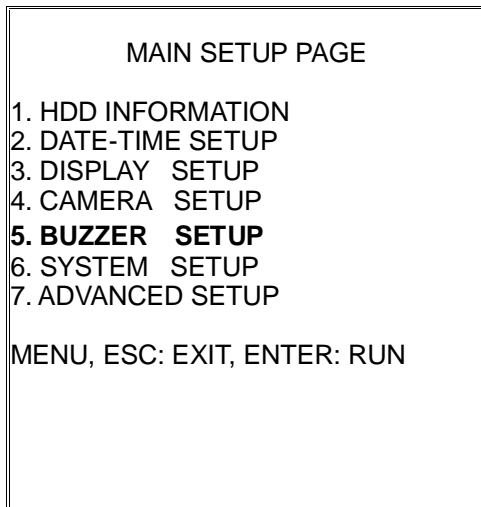 MAIN SETUP PAGE
1. HDD INFORMATION
2. DATE-TIME SETUP
3. DISPLAY SETUP
4. CAMERA SETUP
5. BUZZER SETUP
6. SYSTEM SETUP
7. ADVANCED SETUP
MENU, ESC: EXIT, ENTER: RUN